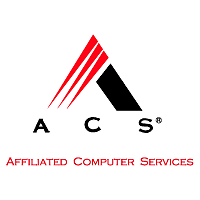 A C S®
AFFILIATED COMPUTER SERVICES